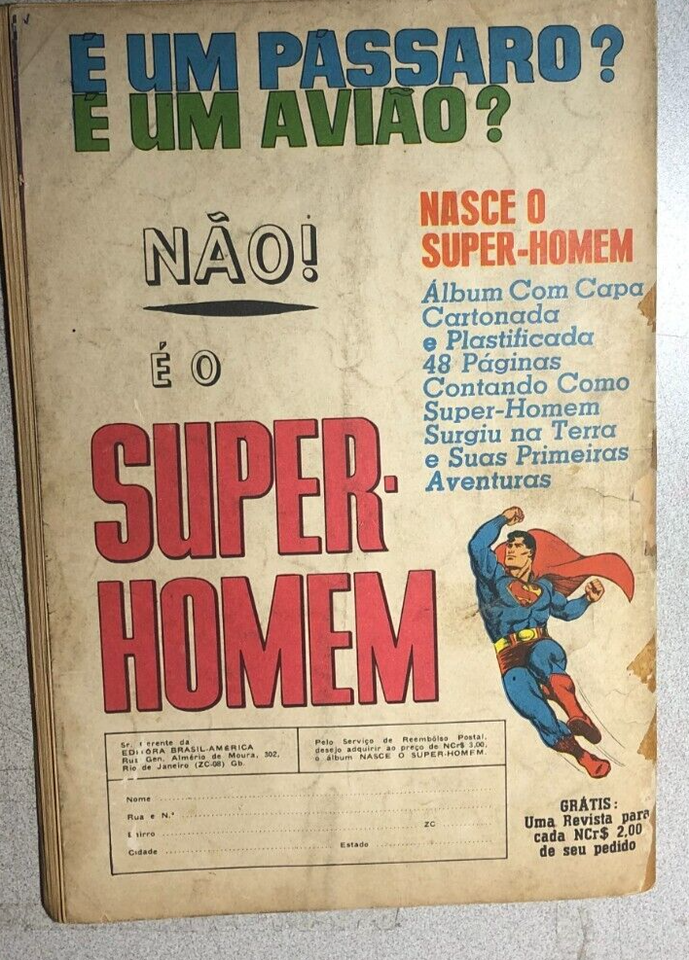 É UM PÁSSARO?
É UM AVIÃO?
NÃO!
É O
SUPER-
HOMEM
NASCE O
SUPER-HOMEM
Álbum Com Capa
Cartonada
e Plastificada
48 Páginas
Contando Como
Super-Homem
Surgiu na Terra
e Suas Primeiras
Aventuras
S
Sr. Gerente da
EDITÔRA BRASIL-AMÉRICA
Rua Gen. Almério de Moura, 302,
Rio de Janeiro (ZC-08) Gb.
Pelo Serviço de Reembôlso Postal,
desejo adquirir ao preço de NCr$ 3,00,
o álbum NASCE O SUPER-HOMEM.
Nome
Rua e N.º
Bairro ZC
Cidade Estado
GRÁTIS:
Uma Revista para
cada NCr$ 2,00
de seu pedido